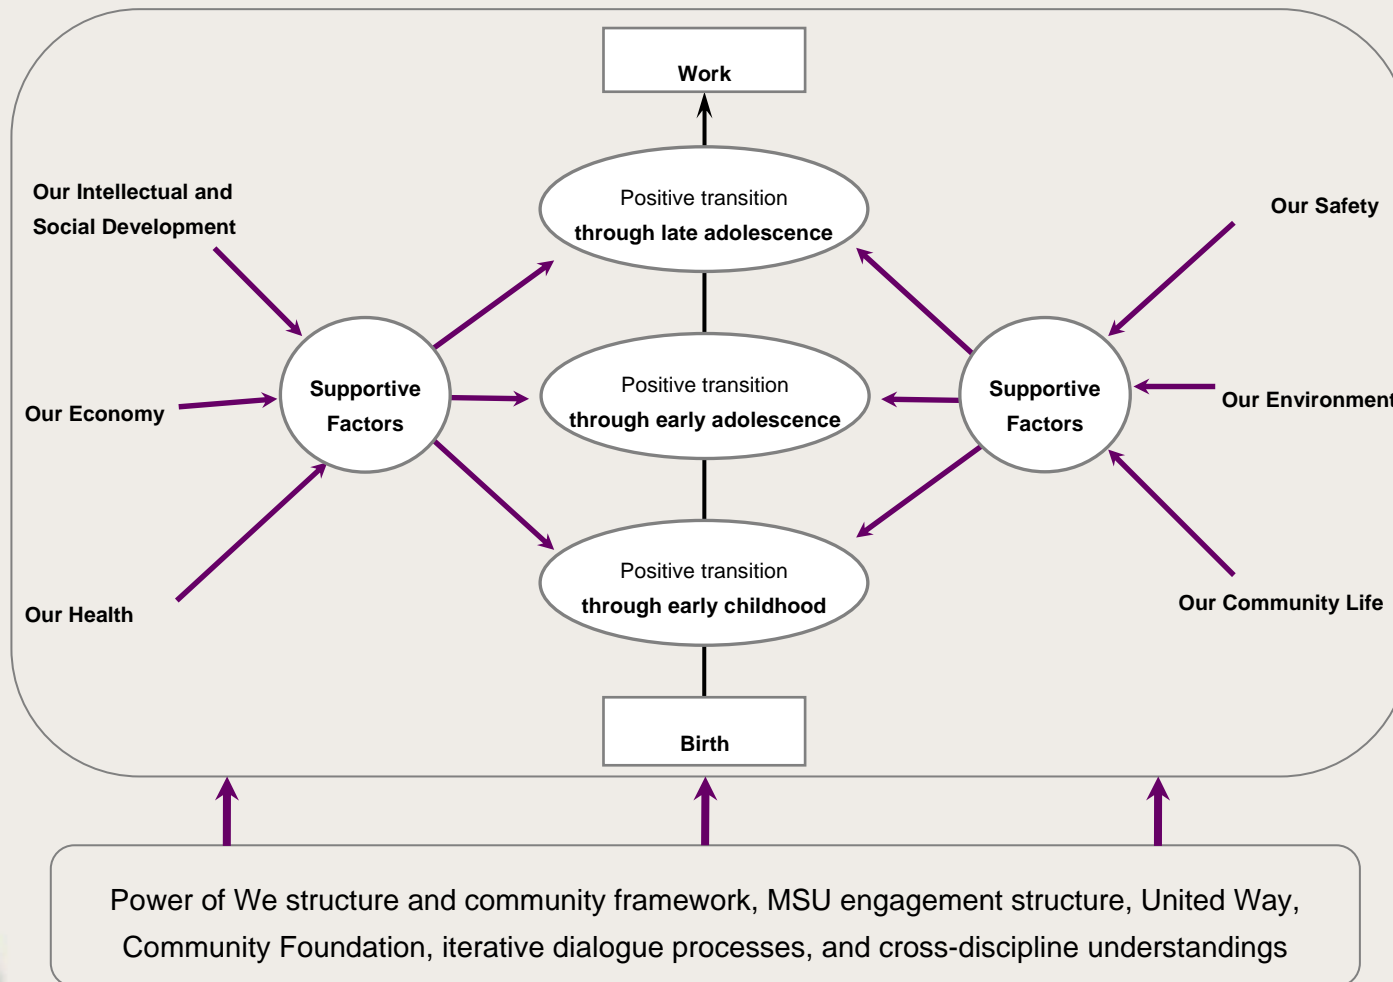 Work
Our Intellectual and
Social Development
Positive transition
through late adolescence
Our Safety
Supportive
Factors
Positive transition
through early adolescence
Supportive
Factors
Our Economy
Our Environment
Positive transition
through early childhood
Our Health
Our Community Life
Birth
Power of We structure and community framework, MSU engagement structure, United Way,
Community Foundation, iterative dialogue processes, and cross-discipline understandings